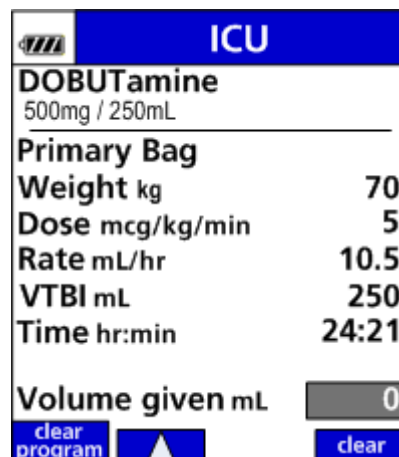 ICU
DOBUTamine
500mg / 250mL
Primary Bag
Weight kg 70
Dose mcg/kg/min 5
Rate mL/hr 10.5
VTBI mL 250
Time hr:min 24:21
Volume given mL 0
clear
program
clear